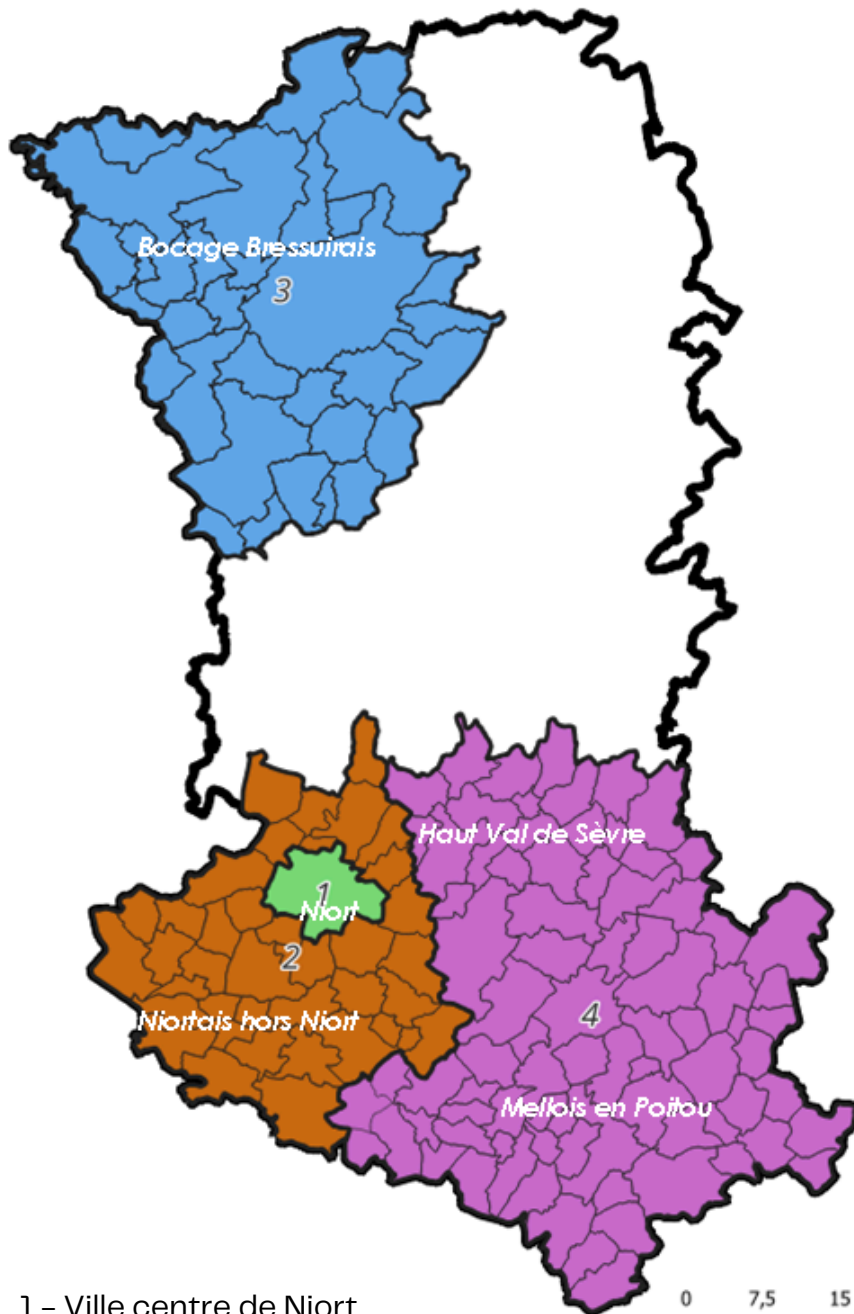 Bocage Bressuirais
3
Haut Val de Sèvre
1
Niort
2
4
Niortais hors Niort
Mellois en Poitou
0 7,5 15
1 – Ville centre de Niort